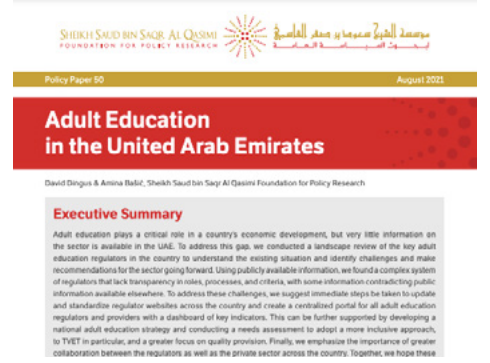 SHEIKH SAUD BIN SAQR AL QASIMI
FOUNDATION FOR POLICY RESEARCH
مؤسسة الشيخ سعود بن صقر القاسمي
لبحوث السياسة العامة
Policy Paper 50
August 2021
Adult Education
in the United Arab Emirates
David Dingus & Amina Bašić, Sheikh Saud bin Saqr Al Qasimi Foundation for Policy Research
Executive Summary
Adult education plays a critical role in a country's economic development, but very little information on
the sector is available in the UAE. To address this gap, we conducted a landscape review of the key adult
education regulators in the country to understand the existing situation and identify challenges and make
recommendations for the sector going forward. Using publicly available information, we found a complex system
of regulators that lack transparency in roles, processes, and criteria, with some information contradicting public
information available elsewhere. To address these challenges, we suggest immediate steps be taken to update
and standardize regulator websites across the country and create a centralized portal for all adult education
regulators and providers with a dashboard of key indicators. This can be further supported by developing a
national adult education strategy and conducting a needs assessment to adopt a more inclusive approach,
to TVET in particular, and a greater focus on quality provision. Finally, we emphasize the importance of greater
collaboration between the regulators as well as the private sector across the country. Together, we hope these